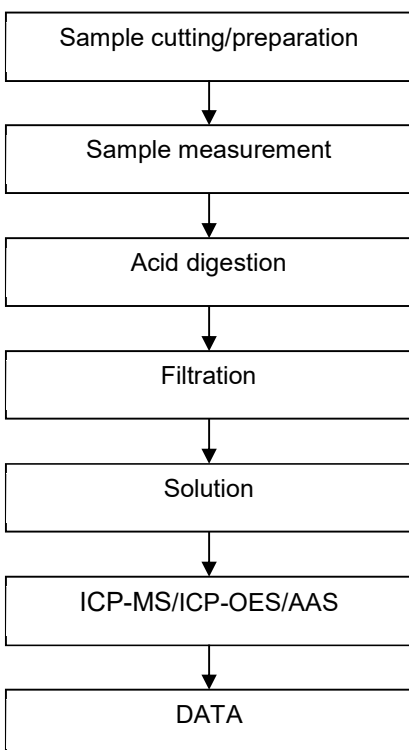 Sample cutting/preparation
Sample measurement
Acid digestion
Filtration
Solution
ICP-MS/ICP-OES/AAS
DATA